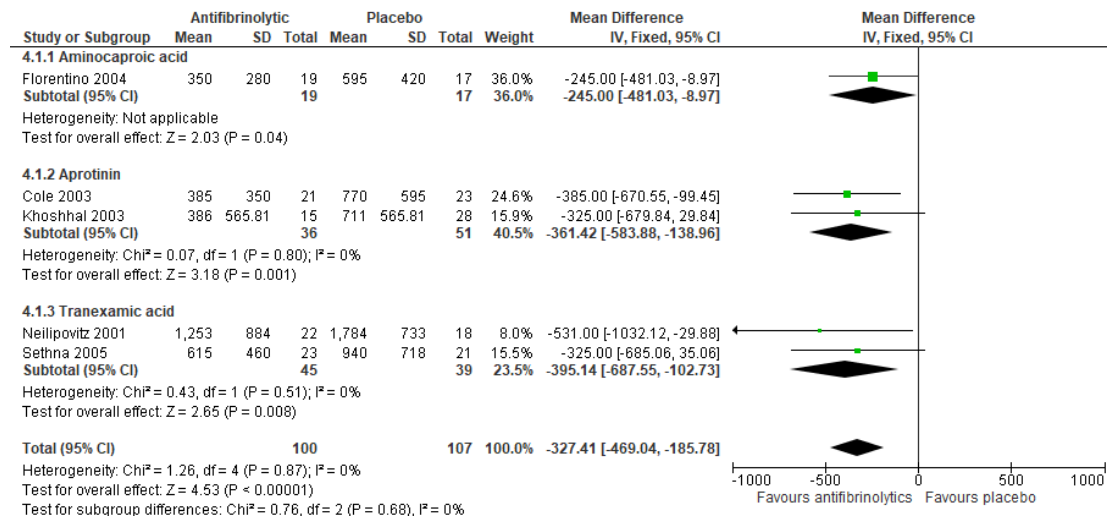 Antifibrinolytic Placebo Mean Difference Mean Difference
Study or Subgroup Mean SD Total Mean SD Total Weight IV, Fixed, 95% CI IV, Fixed, 95% CI
4.1.1 Aminocaproic acid
Florentino 2004 350 280 19 595 420 17 36.0% -245.00 [-481.03, -8.97]
Subtotal (95% CI) 19 17 36.0% -245.00 [-481.03, -8.97]
Heterogeneity: Not applicable
Test for overall effect: Z = 2.03 (P = 0.04)
4.1.2 Aprotinin
Cole 2003 385 350 21 770 595 23 24.6% -385.00 [-670.55, -99.45]
Khoshhal 2003 386 565.81 15 711 565.81 28 15.9% -325.00 [-679.84, 29.84]
Subtotal (95% CI) 36 51 40.5% -361.42 [-583.88, -138.96]
Heterogeneity: Chi² = 0.07, df = 1 (P = 0.80); I² = 0%
Test for overall effect: Z = 3.18 (P = 0.001)
4.1.3 Tranexamic acid
Neilipovitz 2001 1,253 884 22 1,784 733 18 8.0% -531.00 [-1032.12, -29.88]
Sethna 2005 615 460 23 940 718 21 15.5% -325.00 [-685.06, 35.06]
Subtotal (95% CI) 45 39 23.5% -395.14 [-687.55, -102.73]
Heterogeneity: Chi² = 0.43, df = 1 (P = 0.51); I² = 0%
Test for overall effect: Z = 2.65 (P = 0.008)
Total (95% CI) 100 107 100.0% -327.41 [-469.04, -185.78]
Heterogeneity: Chi² = 1.26, df = 4 (P = 0.87); I² = 0%
Test for overall effect: Z = 4.53 (P < 0.00001)
Test for subgroup differences: Chi² = 0.76, df = 2 (P = 0.68), I² = 0%
-1000 -500 0 500 1000
Favours antifibrinolytics Favours placebo